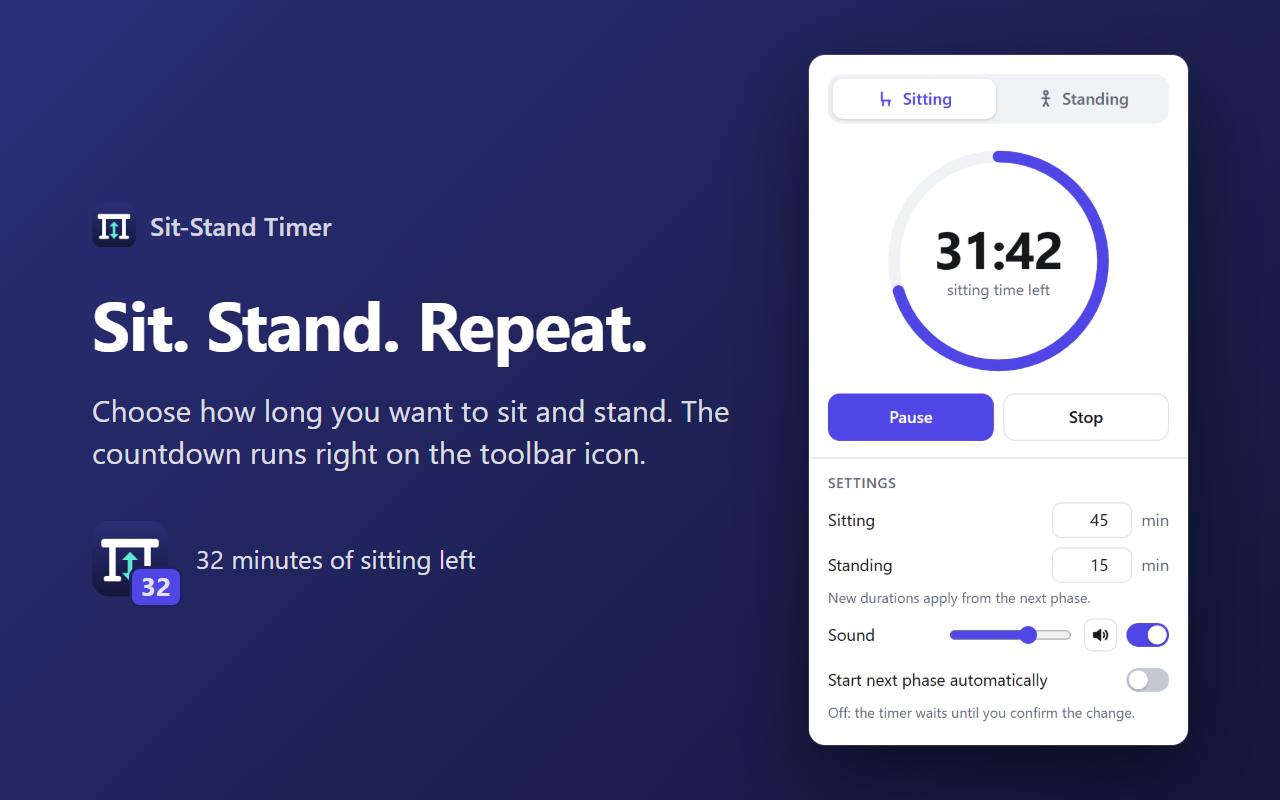 Sit-Stand Timer
Sit. Stand. Repeat.
Choose how long you want to sit and stand. The
countdown runs right on the toolbar icon.
32
32 minutes of sitting left
Sitting
Standing
31:42
sitting time left
Pause
Stop
SETTINGS
Sitting 45 min
Standing 15 min
New durations apply from the next phase.
Sound
Start next phase automatically
Off: the timer waits until you confirm the change.